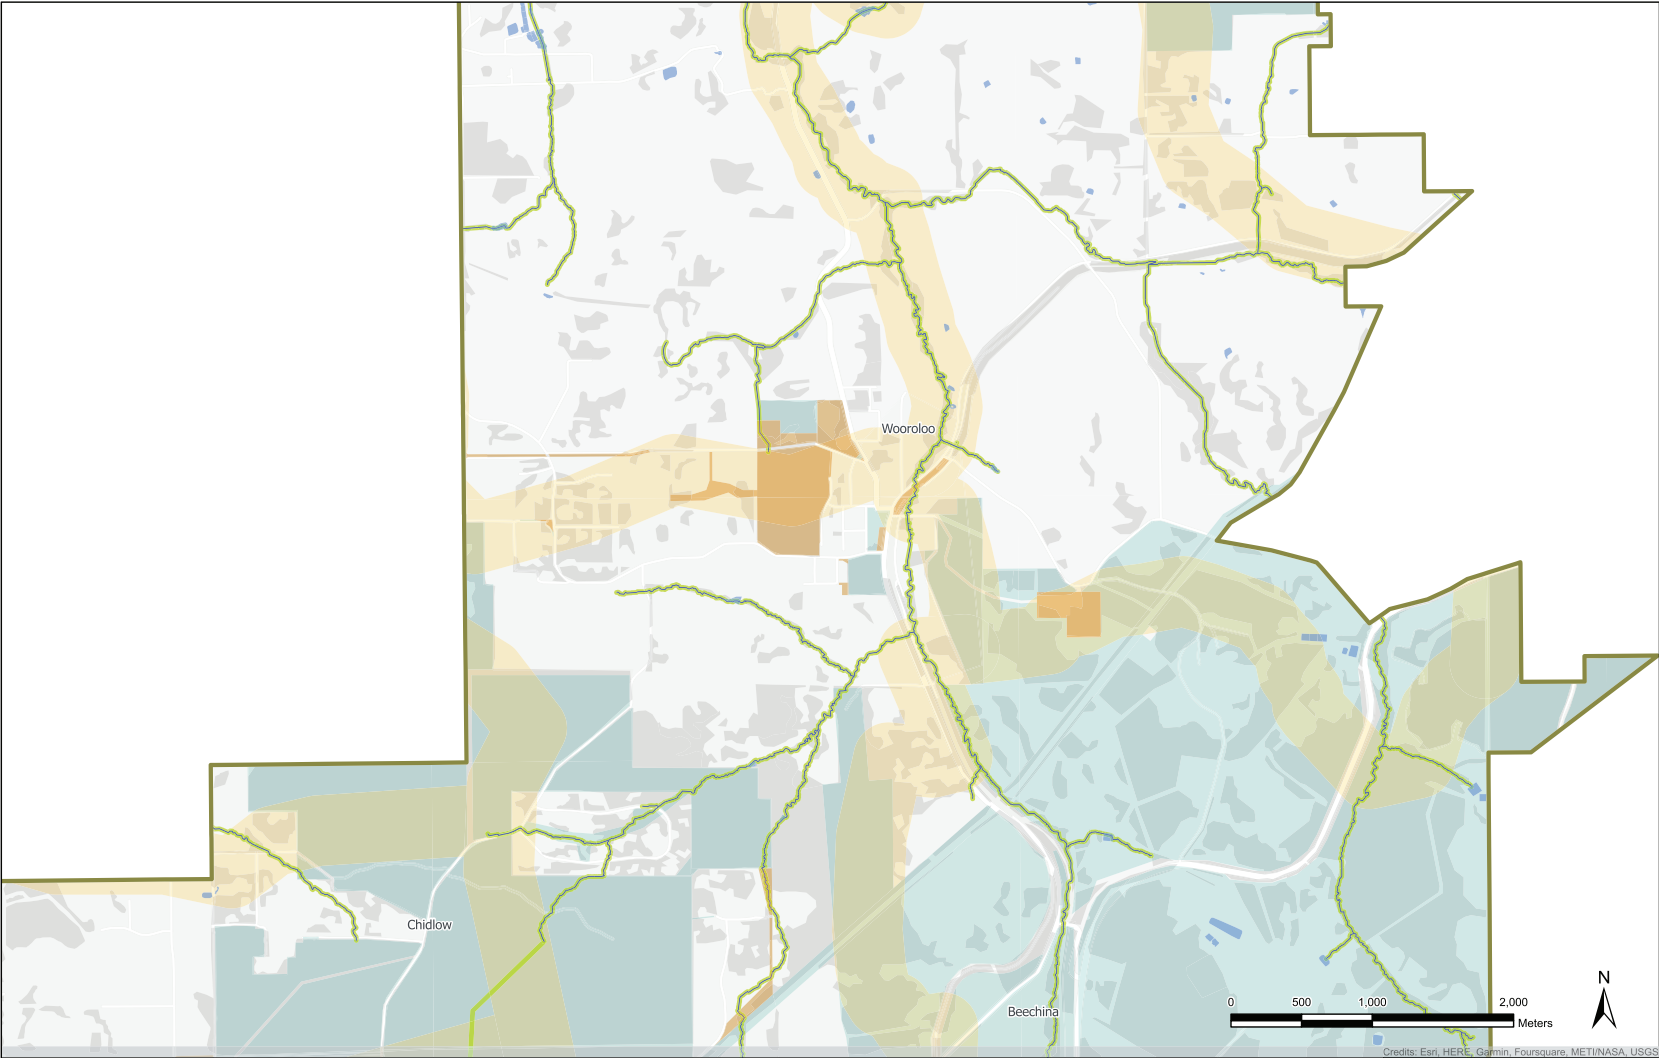 Wooroloo
Chidlow
Beechina
N
0 500 1,000 2,000
Meters
Credits: Esri, HERE, Garmin, Foursquare, METI/NASA, USGS